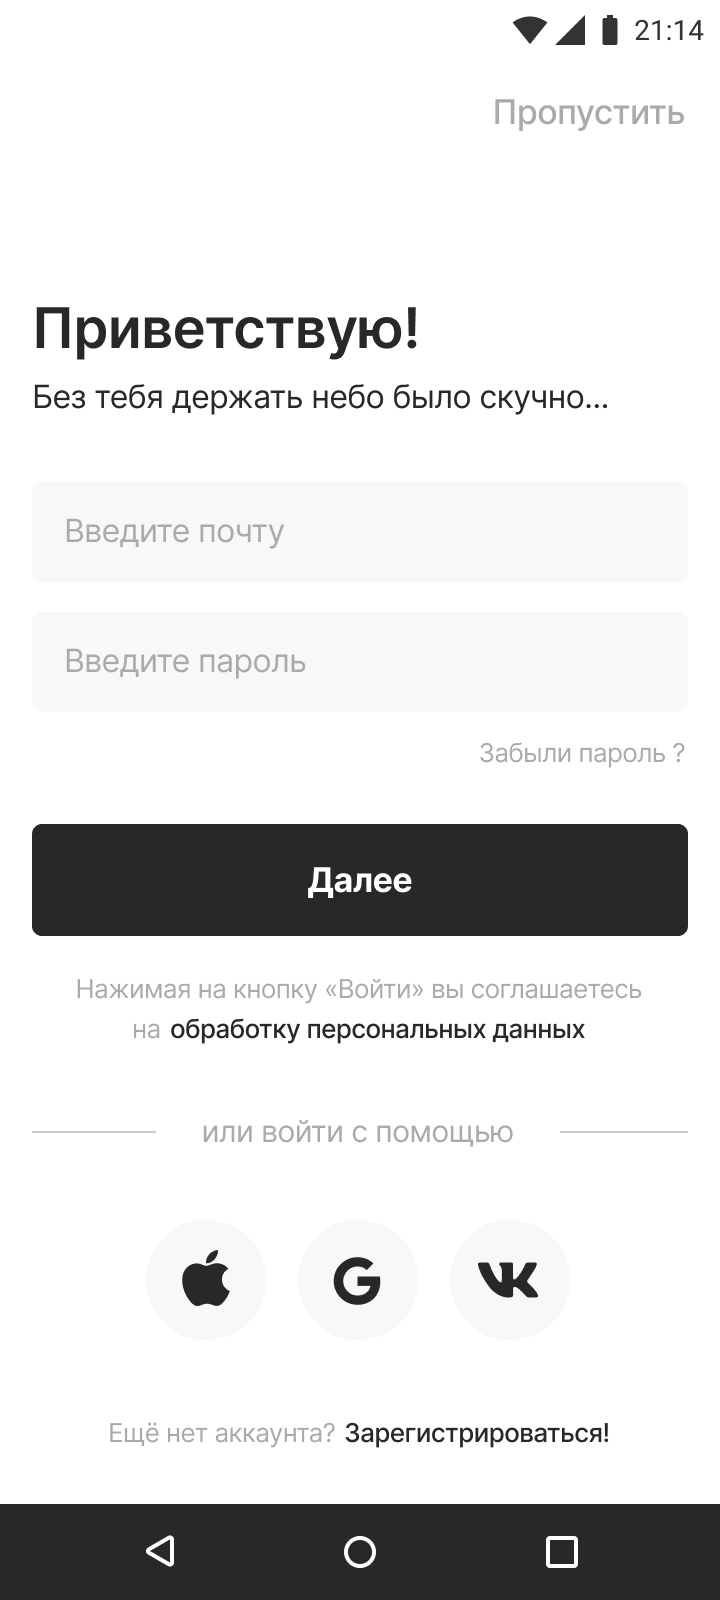 21:14
Пропустить
Приветствую!
Без тебя держать небо было скучно...
Введите почту
Введите пароль
Забыли пароль ?
Далее
Нажимая на кнопку «Войти» вы соглашаетесь
на обработку персональных данных
или войти с помощью
G VK
Ещё нет аккаунта? Зарегистрироваться!